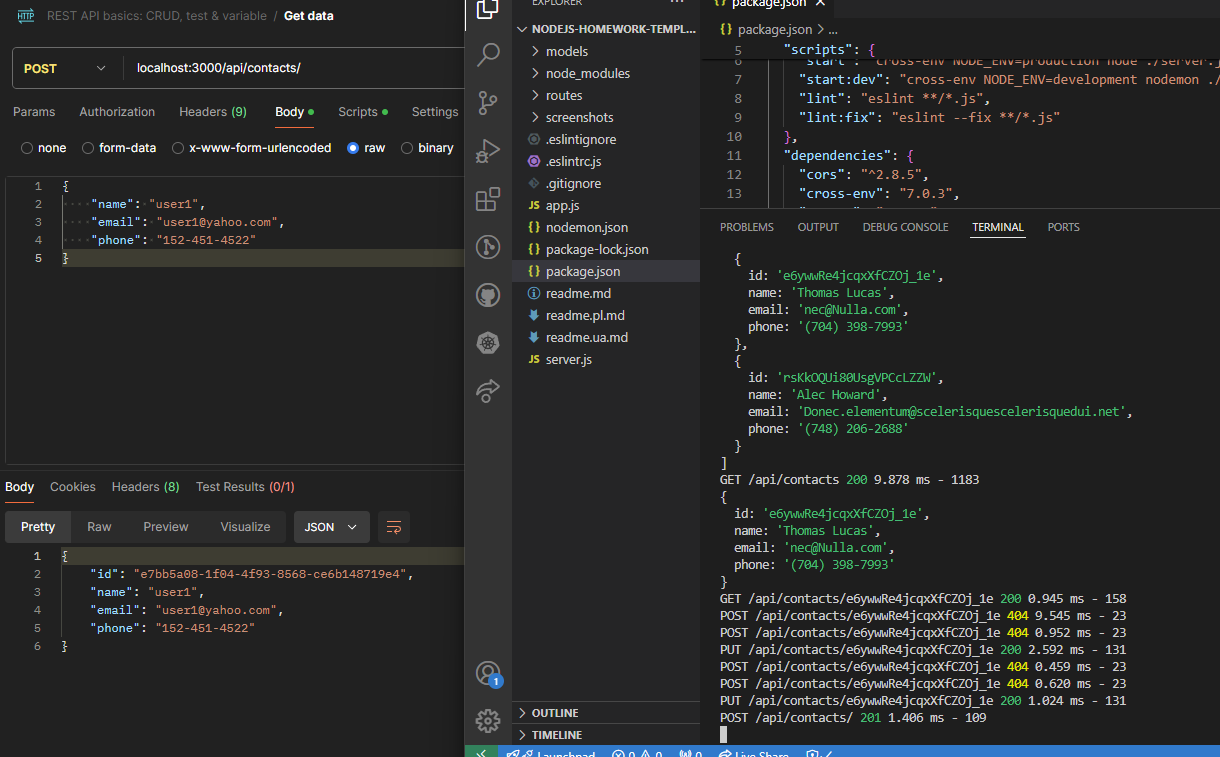 HTTP REST API basics: CRUD, test & variable / Get data
POST localhost:3000/api/contacts/
Params Authorization Headers (9) Body Scripts Settings
none form-data x-www-form-urlencoded raw binary
1 {
2 "name": "user1",
3 "email": "user1@yahoo.com",
4 "phone": "152-451-4522"
5 }
Body Cookies Headers (8) Test Results (0/1)
Pretty Raw Preview Visualize JSON
1 {
2 "id": "e7bb5a08-1f04-4f93-8568-ce6b148719e4",
3 "name": "user1",
4 "email": "user1@yahoo.com",
5 "phone": "152-451-4522"
6 }
EXPLORER ...
NODEJS-HOMEWORK-TEMPL...
models
node_modules
routes
screenshots
.eslintignore
.eslintrc.js
.gitignore
JS app.js
{} nodemon.json
{} package-lock.json
{} package.json
readme.md
readme.pl.md
readme.ua.md
JS server.js
1
OUTLINE
TIMELINE
{} package.json
{} package.json > ...
5 "scripts": {
6 "start": "cross-env NODE_ENV=production node ./server.j
7 "start:dev": "cross-env NODE_ENV=development nodemon ./
8 "lint": "eslint **/*.js",
9 "lint:fix": "eslint --fix **/*.js"
10 },
11 "dependencies": {
12 "cors": "^2.8.5",
13 "cross-env": "7.0.3",
PROBLEMS OUTPUT DEBUG CONSOLE TERMINAL PORTS
{
id: 'e6ywwRe4jcqxXfCZOj_1e',
name: 'Thomas Lucas',
email: 'nec@Nulla.com',
phone: '(704) 398-7993'
},
{
id: 'rsKkOQUi80UsgVPCcLZZW',
name: 'Alec Howard',
email: 'Donec.elementum@scelerisquescelerisquedui.net',
phone: '(748) 206-2688'
}
]
GET /api/contacts 200 9.878 ms - 1183
{
id: 'e6ywwRe4jcqxXfCZOj_1e',
name: 'Thomas Lucas',
email: 'nec@Nulla.com',
phone: '(704) 398-7993'
}
GET /api/contacts/e6ywwRe4jcqxXfCZOj_1e 200 0.945 ms - 158
POST /api/contacts/e6ywwRe4jcqxXfCZOj_1e 404 9.545 ms - 23
POST /api/contacts/e6ywwRe4jcqxXfCZOj_1e 404 0.952 ms - 23
PUT /api/contacts/e6ywwRe4jcqxXfCZOj_1e 200 2.592 ms - 131
POST /api/contacts/e6ywwRe4jcqxXfCZOj_1e 404 0.459 ms - 23
POST /api/contacts/e6ywwRe4jcqxXfCZOj_1e 404 0.620 ms - 23
PUT /api/contacts/e6ywwRe4jcqxXfCZOj_1e 200 1.024 ms - 131
POST /api/contacts/ 201 1.406 ms - 109
Launchpad 0 0 0 Live Share